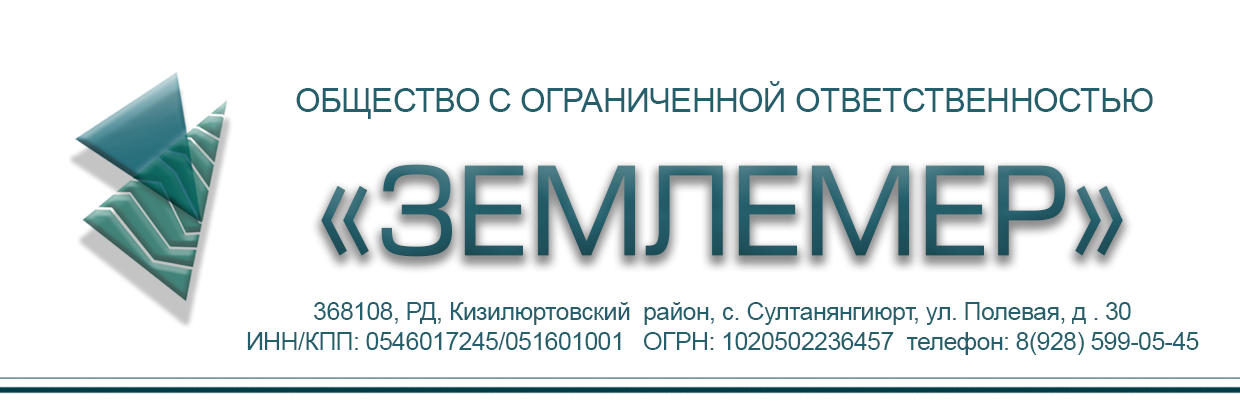 ОБЩЕСТВО С ОГРАНИЧЕННОЙ ОТВЕТСТВЕННОСТЬЮ
«ЗЕМЛЕМЕР»
368108, РД, Кизилюртовский район, с. Султанянгиюрт, ул. Полевая, д . 30
ИНН/КПП: 0546017245/051601001 ОГРН: 1020502236457 телефон: 8(928) 599-05-45